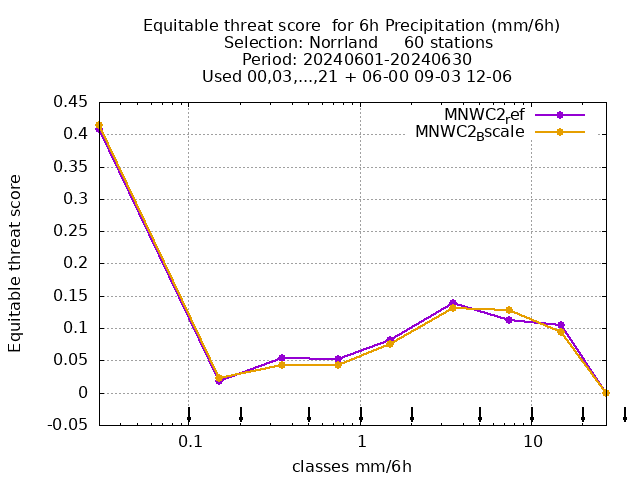 Equitable threat score  for 6h Precipitation (mm/6h)
Selection: Norrland     60 stations
Period: 20240601-20240630
Used 00,03,...,21 + 06-00 09-03 12-06
MNWC2ref
MNWC2Bscale
0.45
0.4
0.35
0.3
0.25
0.2
0.15
0.1
0.05
0
-0.05
Equitable threat score
0.1 1 10
classes mm/6h